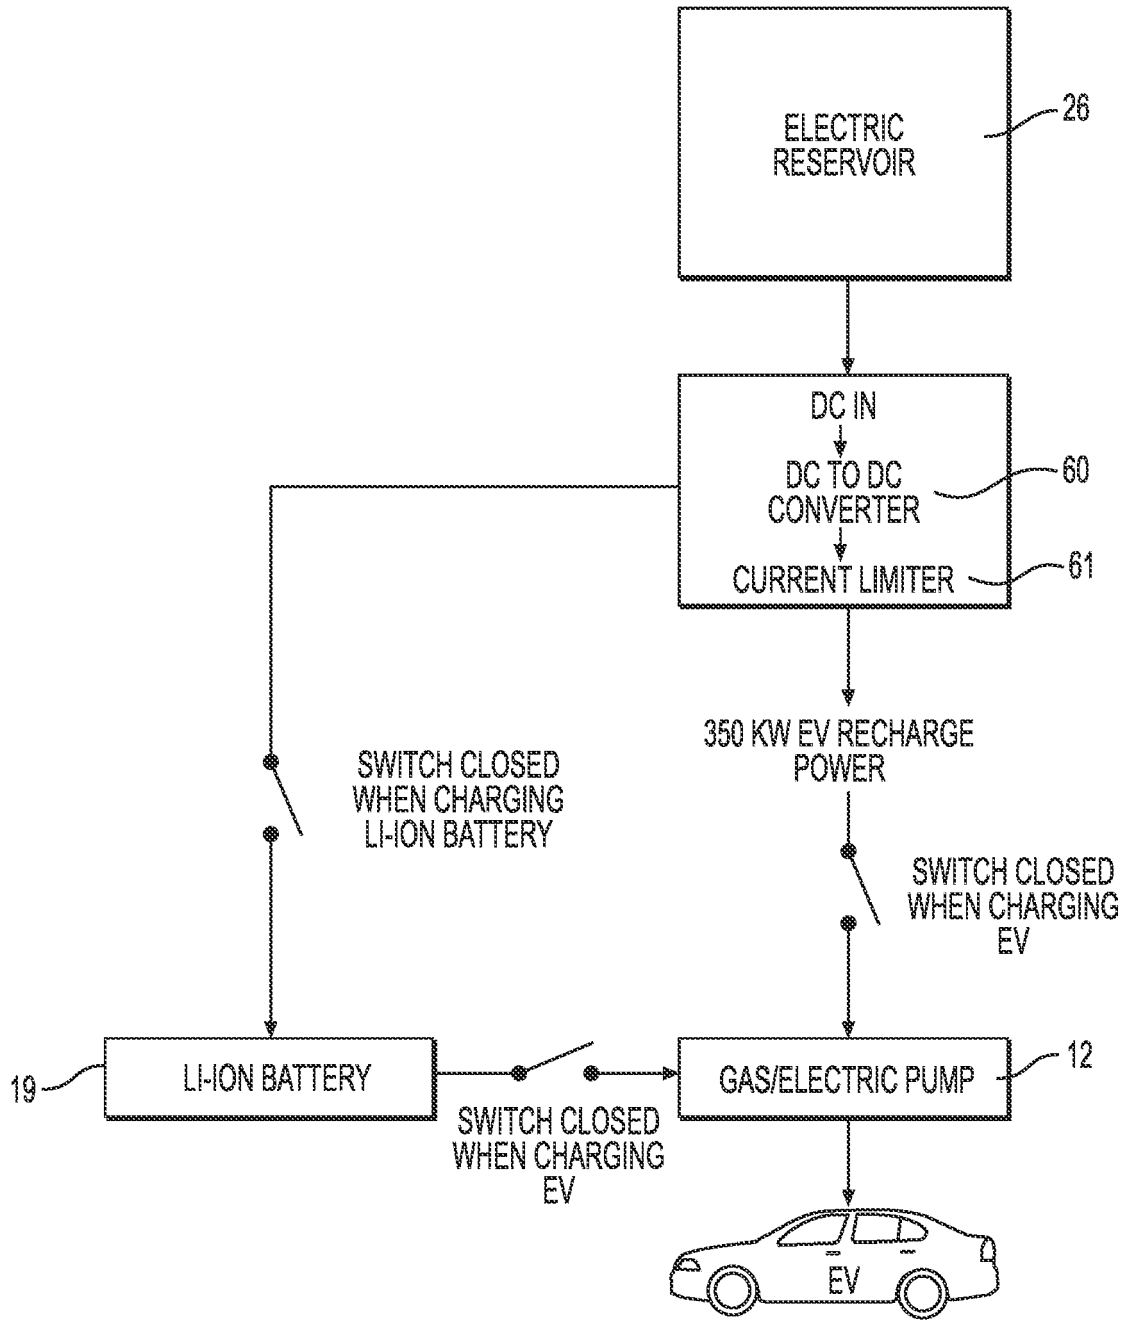 ELECTRIC
RESERVOIR
26
DC IN
DC TO DC
CONVERTER
60
CURRENT LIMITER
61
350 KW EV RECHARGE
POWER
SWITCH CLOSED
WHEN CHARGING
LI-ION BATTERY
SWITCH CLOSED
WHEN CHARGING
EV
19
LI-ION BATTERY
GAS/ELECTRIC PUMP
12
SWITCH CLOSED
WHEN CHARGING
EV
EV